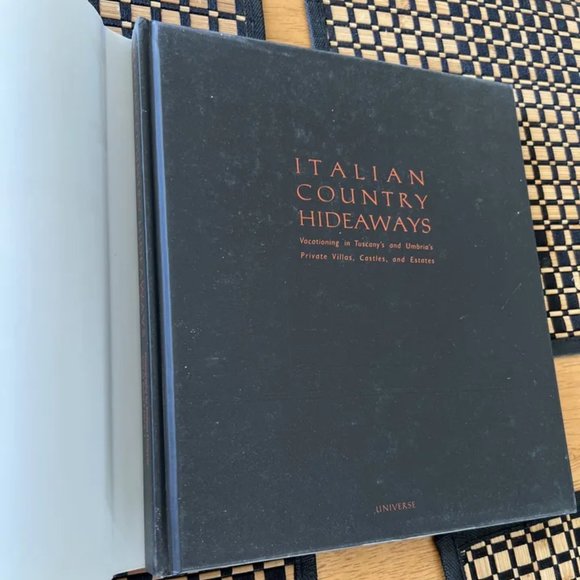 ITALIAN
COUNTRY
HIDEAWAYS
Vacationing in Tuscany's and Umbria's
Private Villas, Castles, and Estates
UNIVERSE